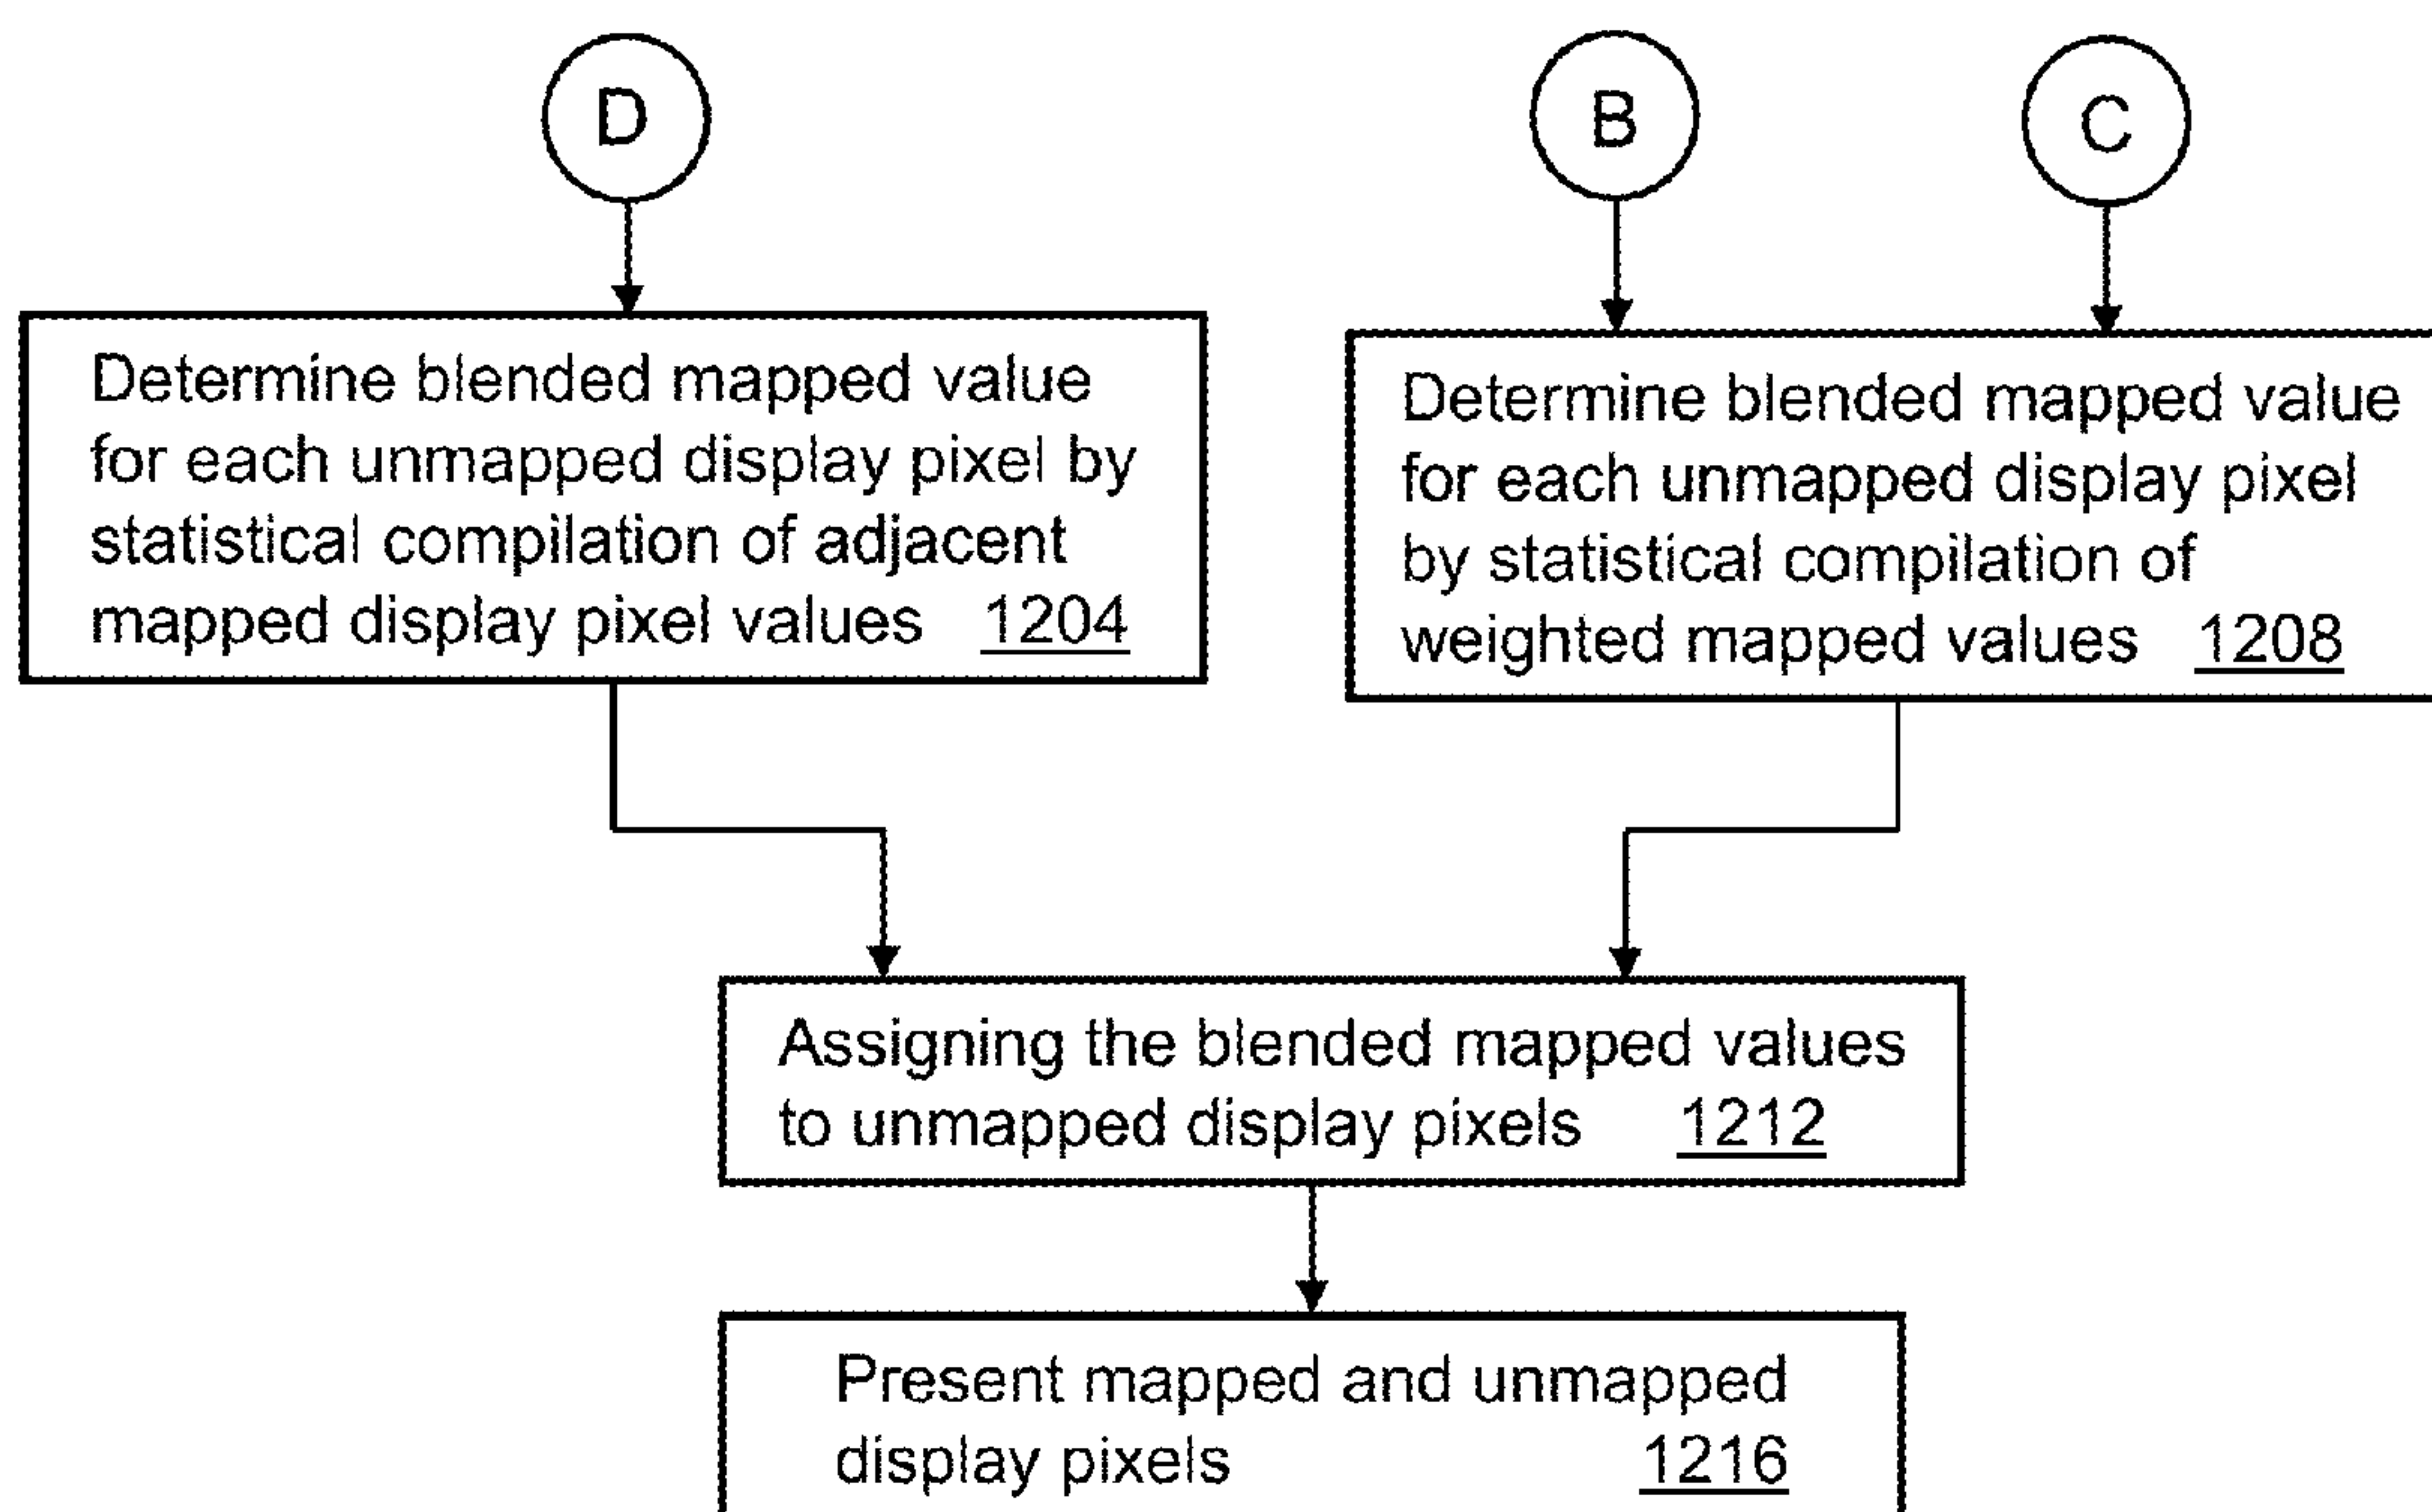 D
B
C
Determine blended mapped value
for each unmapped display pixel by
statistical compilation of adjacent
mapped display pixel values 1204
Determine blended mapped value
for each unmapped display pixel
by statistical compilation of
weighted mapped values 1208
Assigning the blended mapped values
to unmapped display pixels 1212
Present mapped and unmapped
display pixels 1216